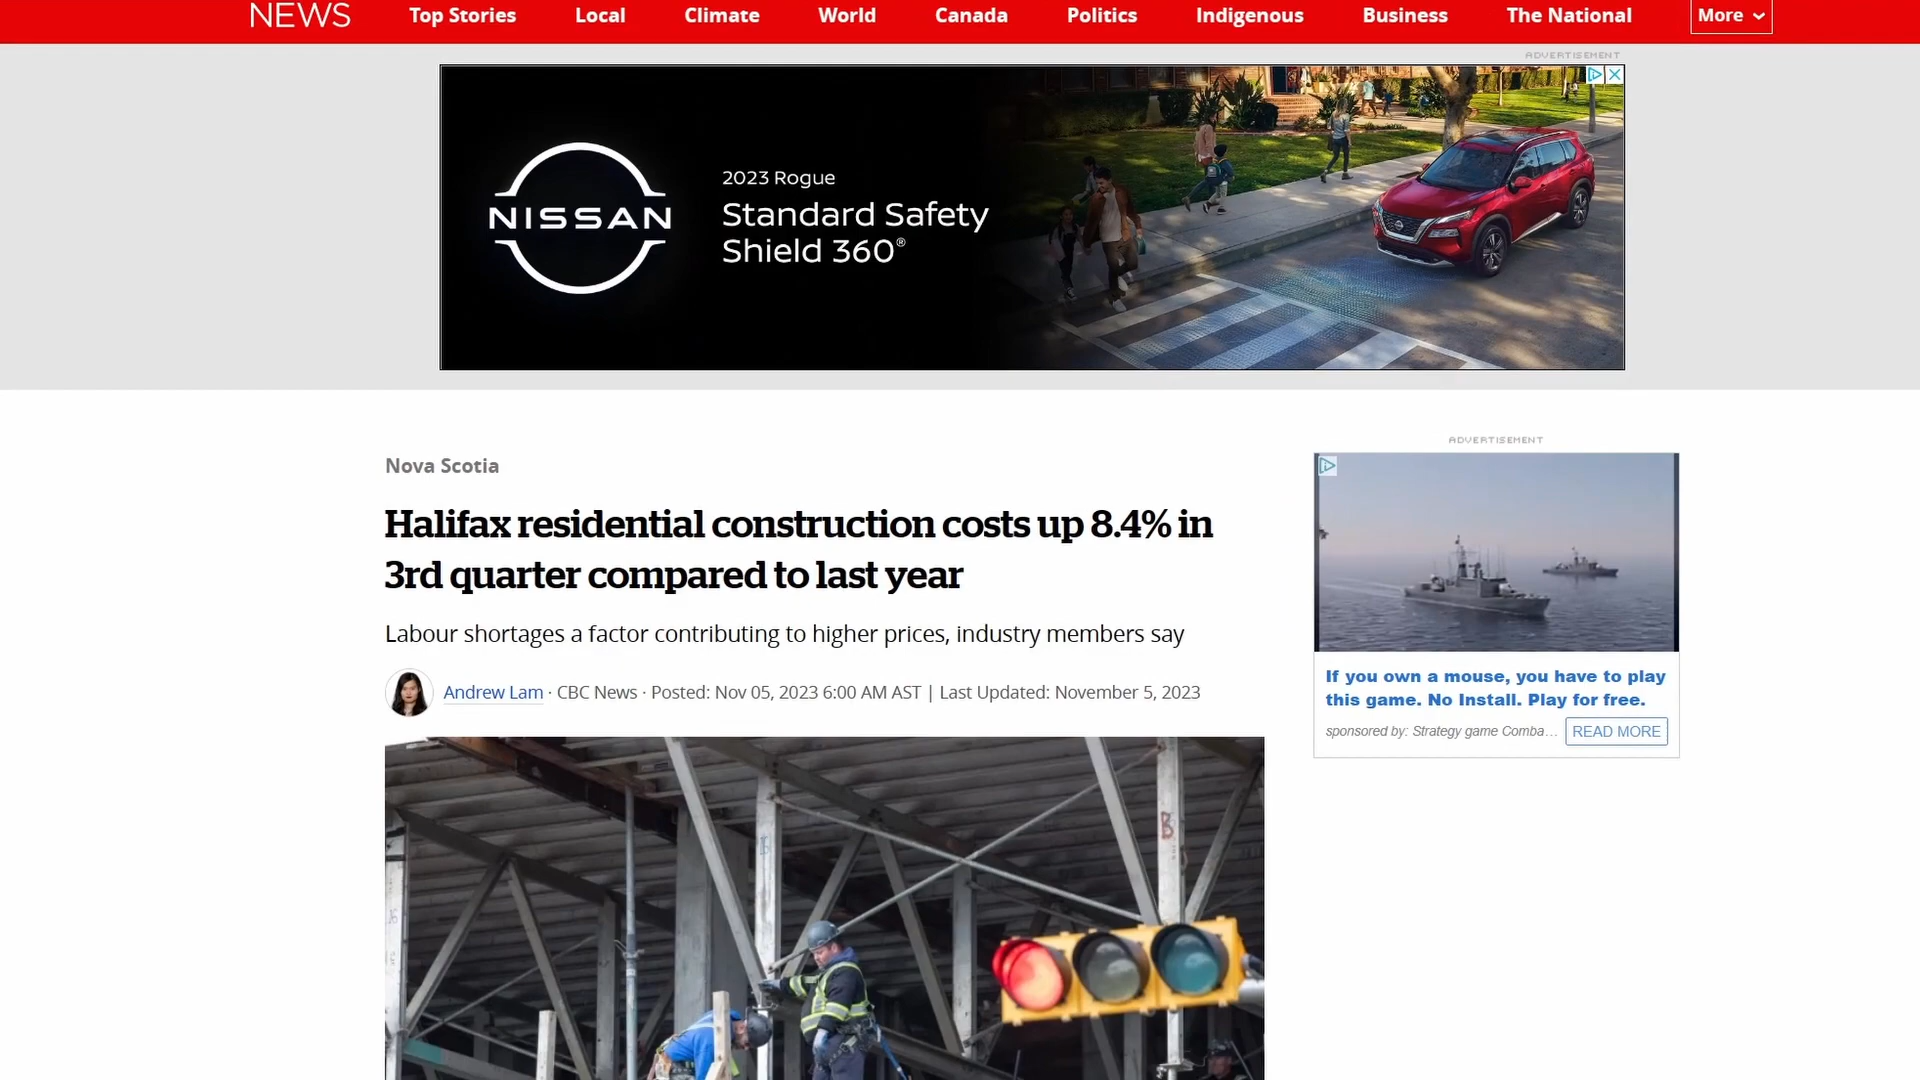 NEWS
Top Stories Local Climate World Canada Politics Indigenous Business The National More
ADVERTISEMENT
NISSAN
2023 Rogue
Standard Safety
Shield 360®
Nova Scotia
Halifax residential construction costs up 8.4% in
3rd quarter compared to last year
Labour shortages a factor contributing to higher prices, industry members say
Andrew Lam · CBC News · Posted: Nov 05, 2023 6:00 AM AST | Last Updated: November 5, 2023
B
ADVERTISEMENT
If you own a mouse, you have to play
this game. No Install. Play for free.
sponsored by: Strategy game Comba...
READ MORE